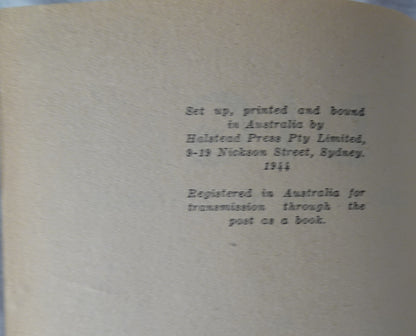 Set up, printed and bound
in Australia by
Halstead Press Pty Limited,
9-19 Nickson Street, Sydney.
1944
Registered in Australia for
transmission through the
post as a book.